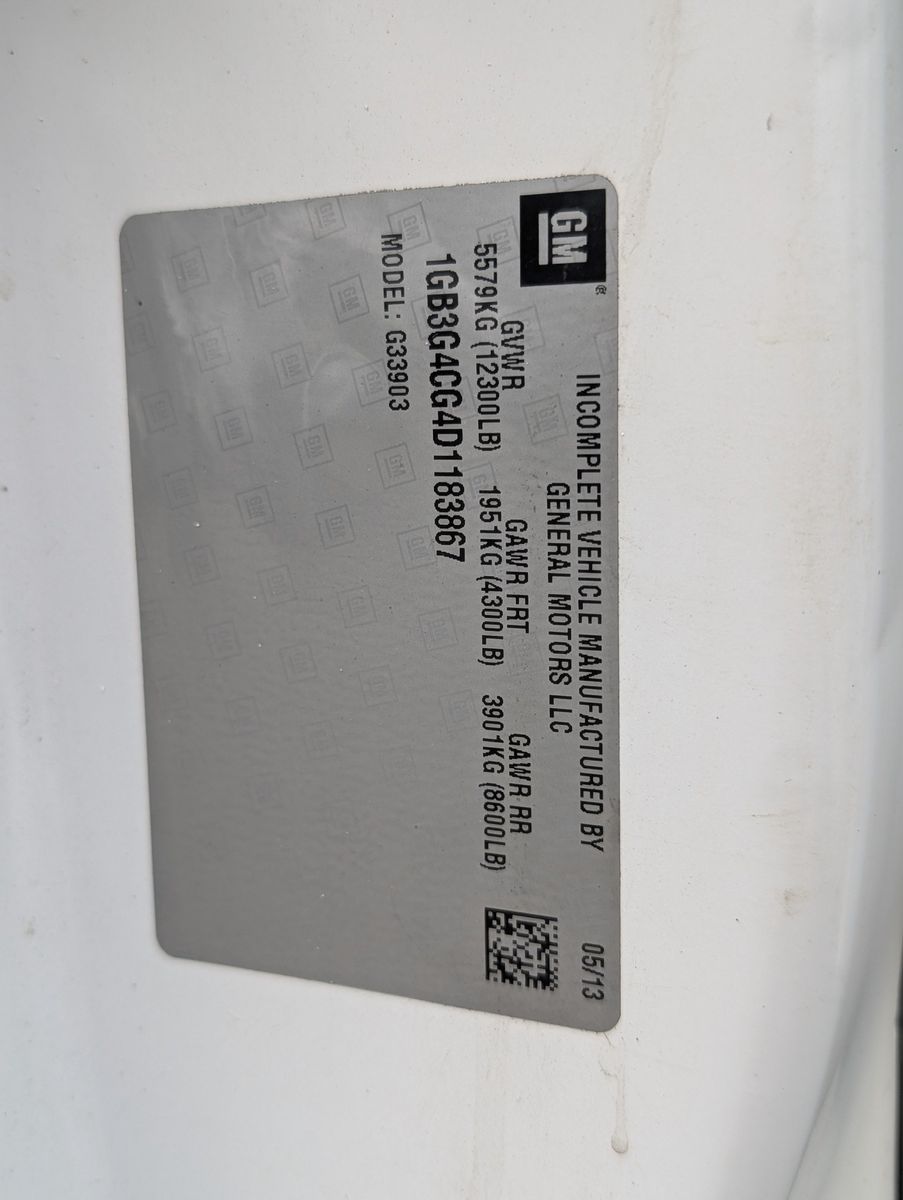 GM®
INCOMPLETE VEHICLE MANUFACTURED BY 05/13
GENERAL MOTORS LLC
GVWR GAWR FRT GAWR RR
5579KG (12300LB) 1951KG (4300LB) 3901KG (8600LB)
1GB3G4CG4D1183867
MODEL: G33903